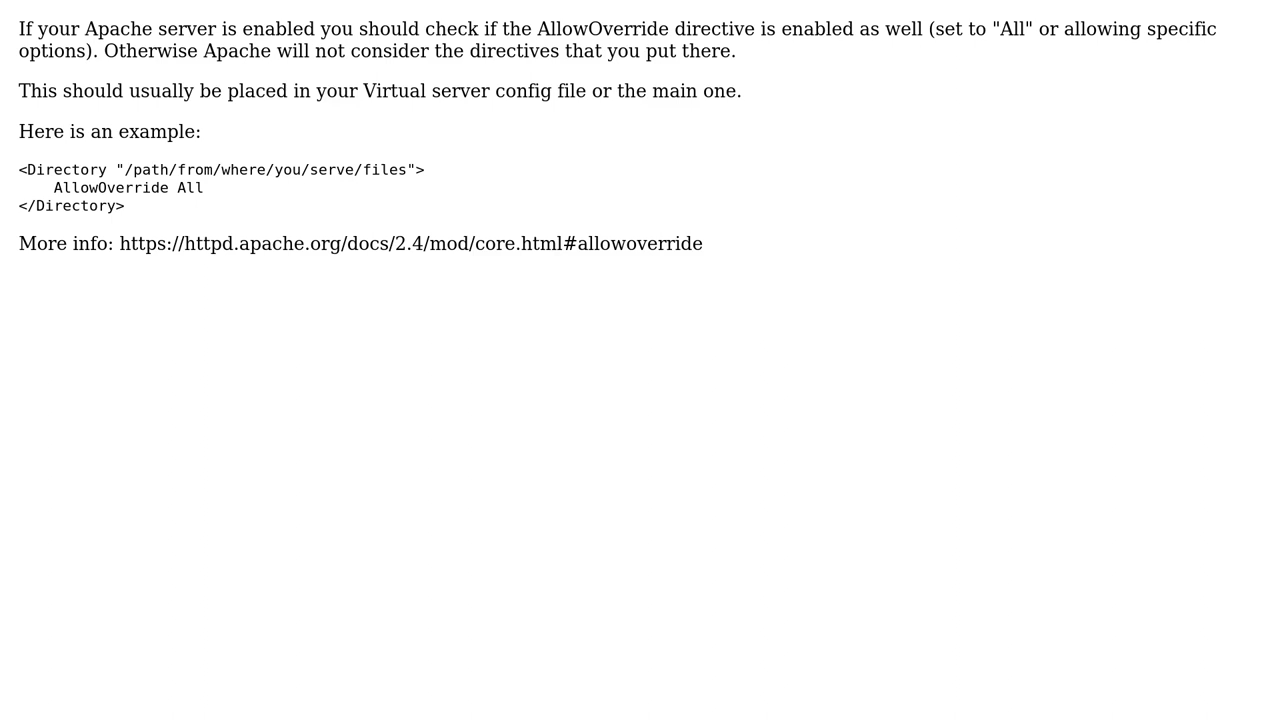 If your Apache server is enabled you should check if the AllowOverride directive is enabled as well (set to "All" or allowing specific
options). Otherwise Apache will not consider the directives that you put there.
This should usually be placed in your Virtual server config file or the main one.
Here is an example:
<Directory "/path/from/where/you/serve/files">
    AllowOverride All
</Directory>
More info: https://httpd.apache.org/docs/2.4/mod/core.html#allowoverride